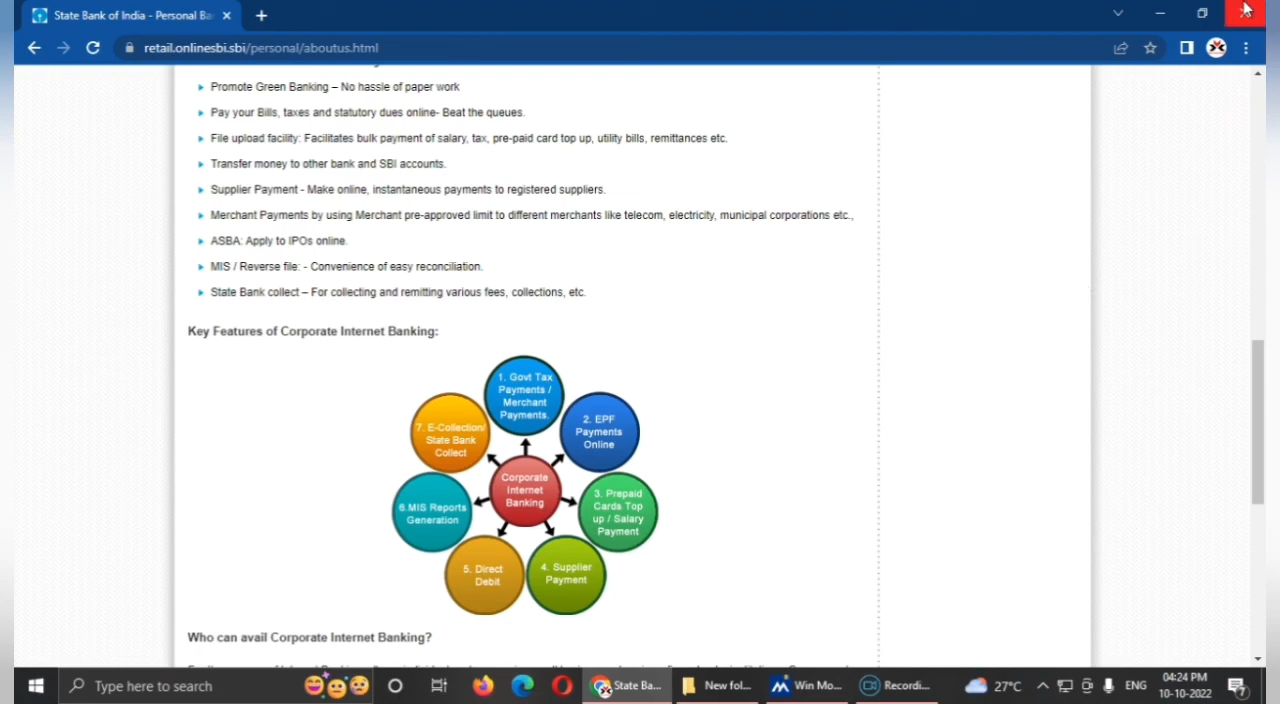 State Bank of India - Personal Ba
retail.onlinesbi.sbi/personal/aboutus.html
Promote Green Banking – No hassle of paper work
Pay your Bills, taxes and statutory dues online- Beat the queues.
File upload facility: Facilitates bulk payment of salary, tax, pre-paid card top up, utility bills, remittances etc.
Transfer money to other bank and SBI accounts.
Supplier Payment - Make online, instantaneous payments to registered suppliers.
Merchant Payments by using Merchant pre-approved limit to different merchants like telecom, electricity, municipal corporations etc.,
ASBA: Apply to IPOs online.
MIS / Reverse file: - Convenience of easy reconciliation.
State Bank collect – For collecting and remitting various fees, collections, etc.
Key Features of Corporate Internet Banking:
1. Govt Tax
Payments /
Merchant
Payments.
2. EPF
Payments
Online
3. Prepaid
Cards Top
up / Salary
Payment
4. Supplier
Payment
5. Direct
Debit
6.MIS Reports
Generation
7. E-Collection/
State Bank
Collect
Corporate
Internet
Banking
Who can avail Corporate Internet Banking?
Type here to search
State Ba...
New fol...
Win Mo...
Recordi...
27°C
ENG
04:24 PM
10-10-2022
7